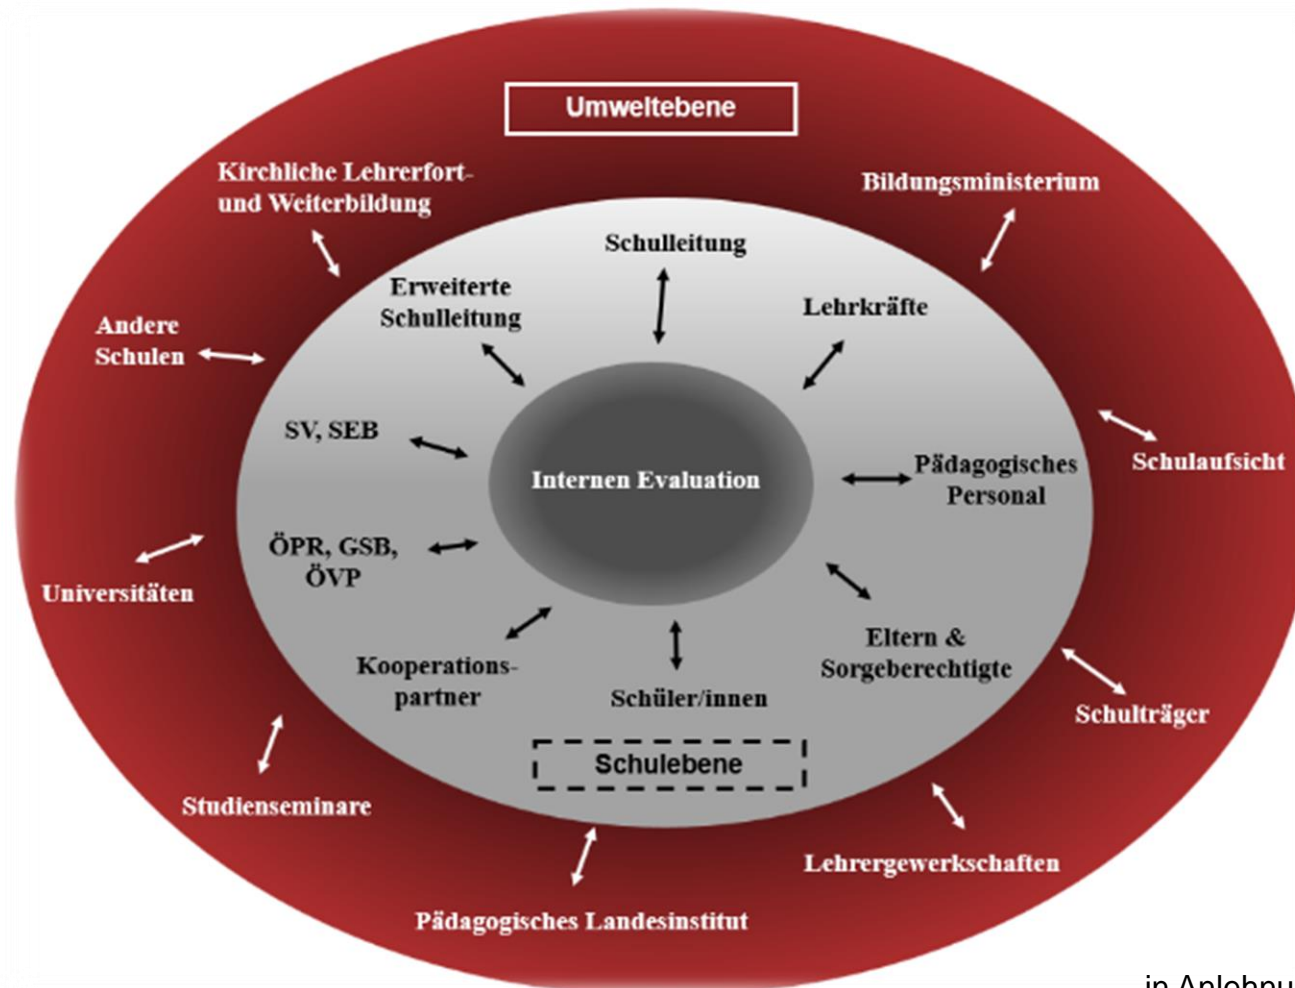 Umweltebene
Kirchliche Lehrerfort-
und Weiterbildung
Bildungsministerium
Schulleitung
Erweiterte
Schulleitung
Lehrkräfte
Andere
Schulen
SV, SEB
Internen Evaluation
Pädagogisches
Personal
Schulaufsicht
ÖPR, GSB,
ÖVP
Universitäten
Eltern &
Sorgeberechtigte
Kooperations-
partner
Schüler/innen
Schulträger
Schulebene
Studienseminare
Lehrergewerkschaften
Pädagogisches Landesinstitut
in